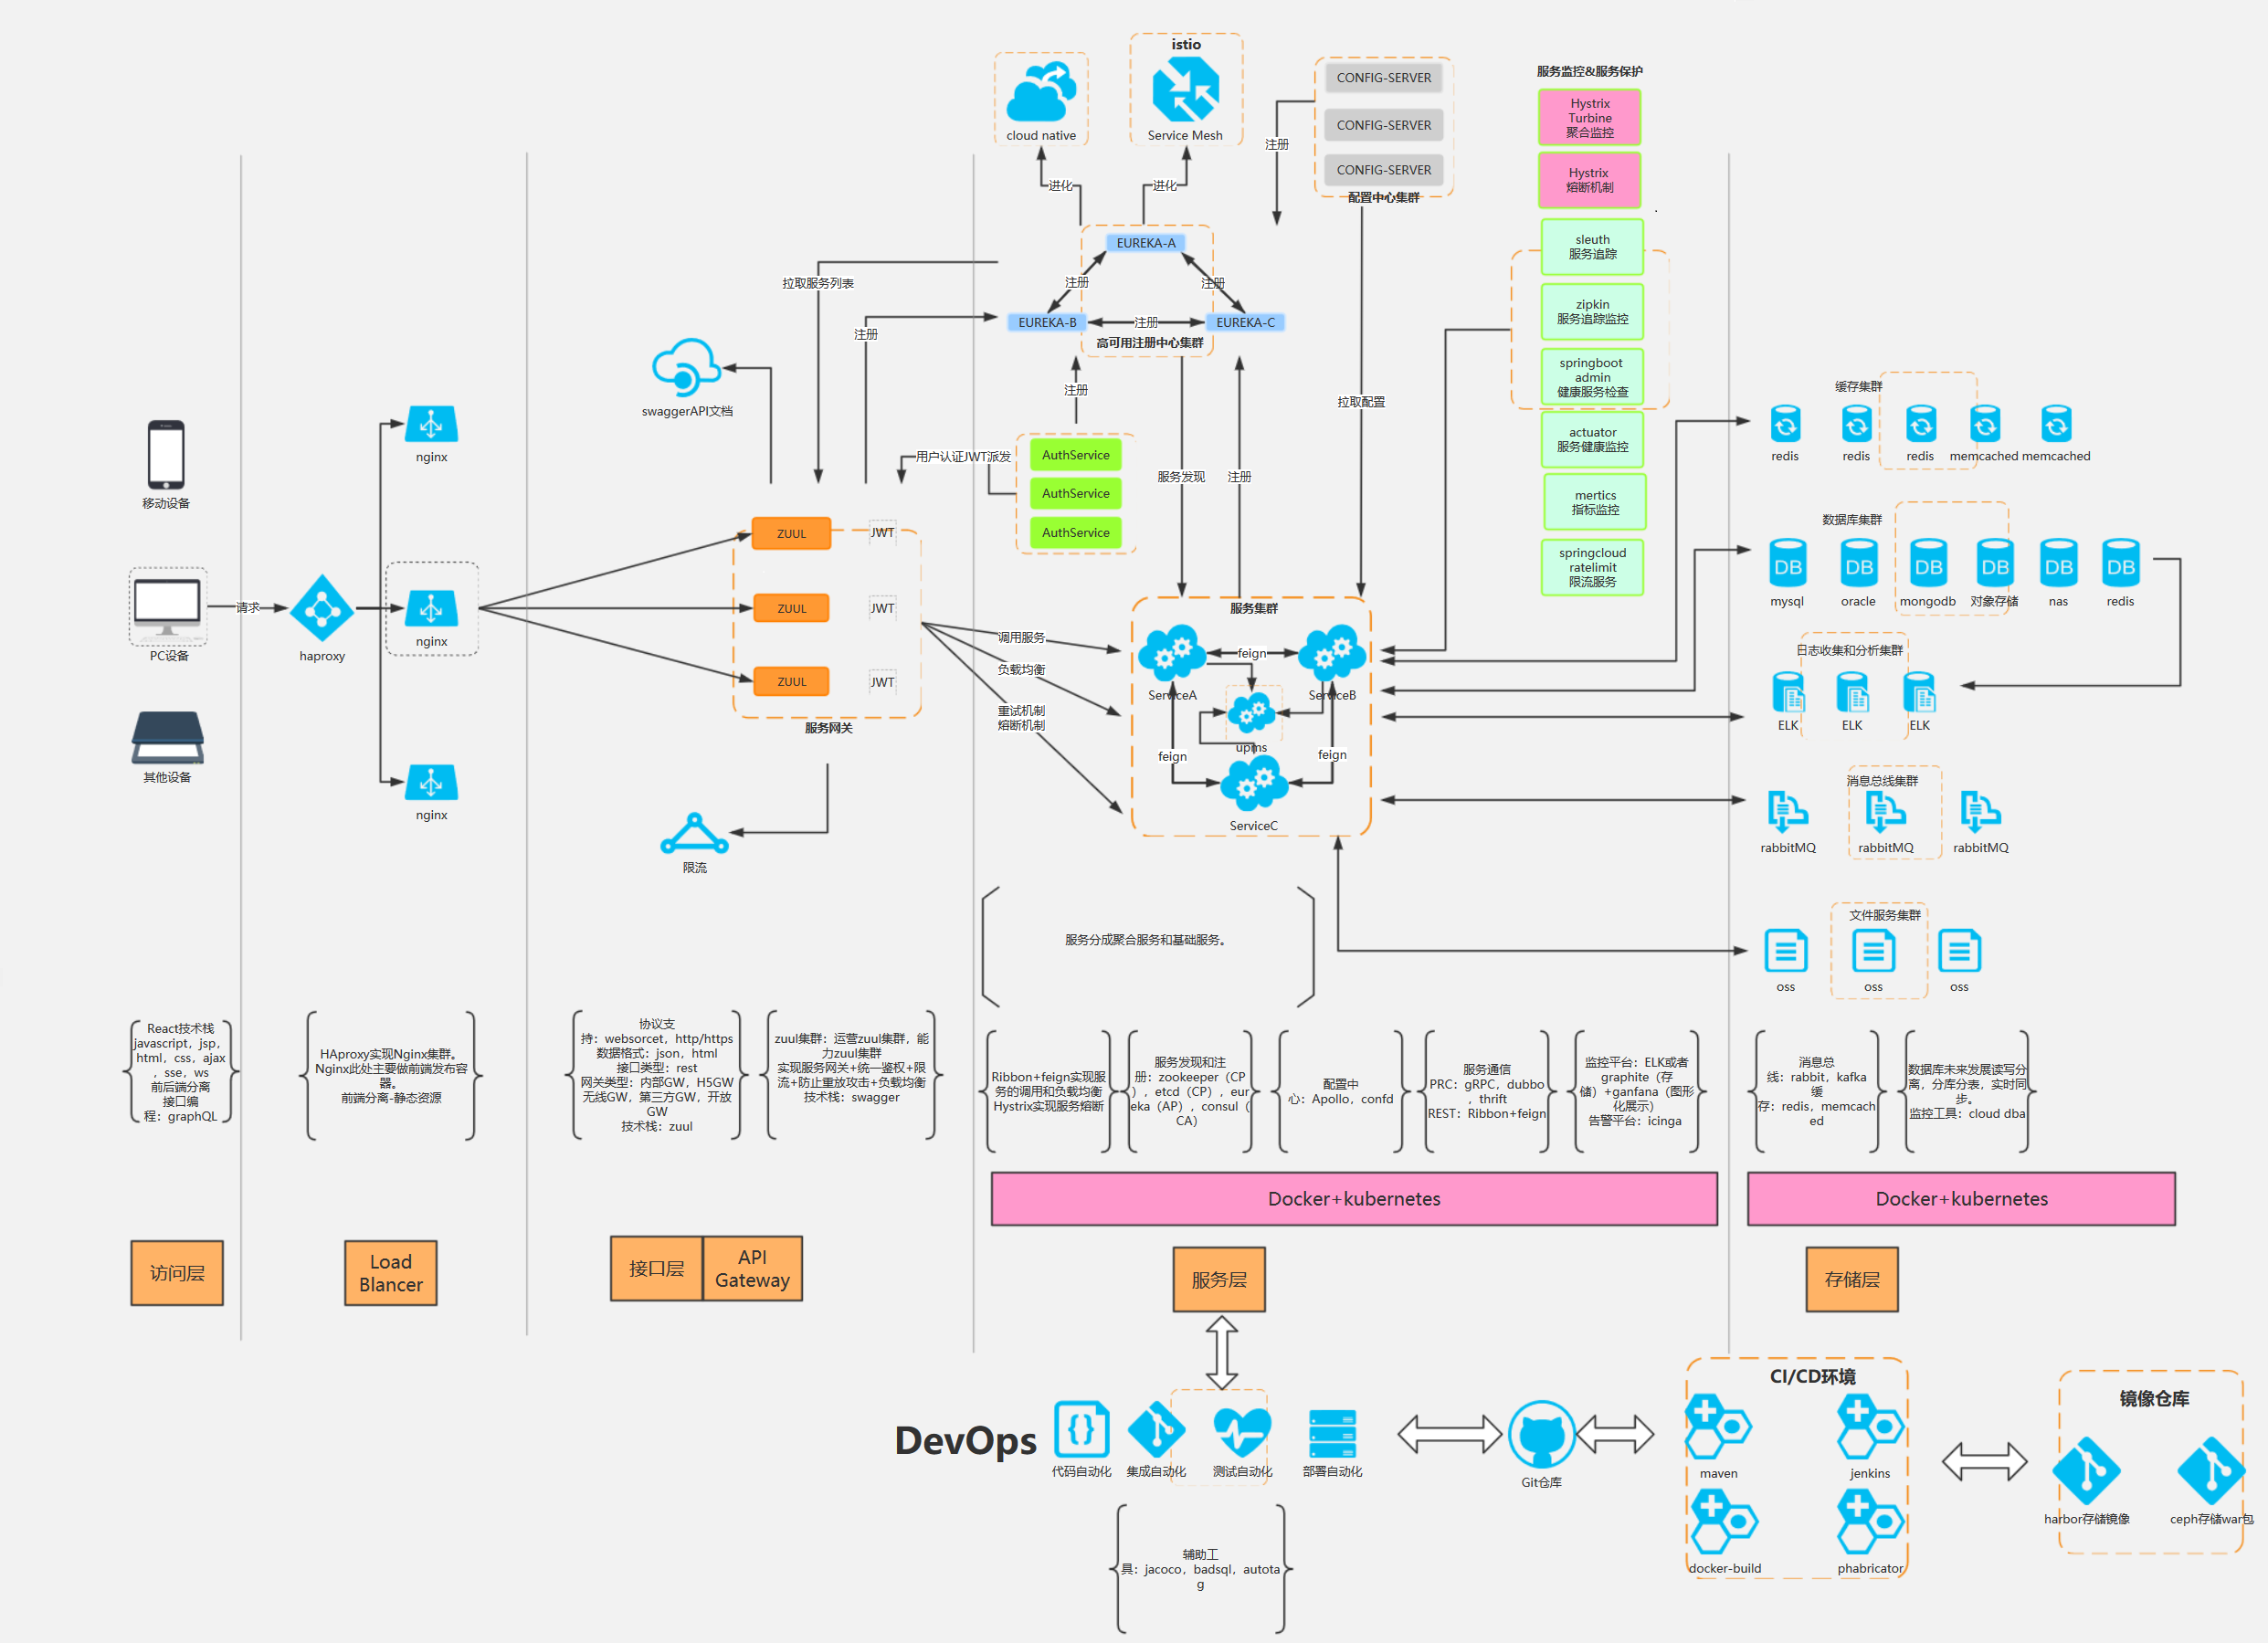 istio
cloud native
Service Mesh
进化
进化
CONFIG-SERVER
CONFIG-SERVER
CONFIG-SERVER
配置中心集群
注册
服务监控&服务保护
Hystrix
Turbine
聚合监控
Hystrix
熔断机制
sleuth
服务追踪
zipkin
服务追踪监控
springboot
admin
健康服务检查
actuator
服务健康监控
mertics
指标监控
springcloud
ratelimit
限流服务
EUREKA-A
注册
注册
EUREKA-B
注册
EUREKA-C
高可用注册中心集群
拉取服务列表
注册
注册
swaggerAPI文档
用户认证JWT派发
AuthService
AuthService
AuthService
服务发现
注册
拉取配置
移动设备
PC设备
其他设备
请求
haproxy
nginx
nginx
nginx
ZUUL
JWT
ZUUL
JWT
ZUUL
JWT
服务网关
限流
调用服务
负载均衡
重试机制
熔断机制
服务集群
ServiceA
feign
ServiceB
upms
feign
feign
ServiceC
缓存集群
redis
redis
redis
memcached
memcached
数据库集群
DB
DB
DB
DB
DB
DB
mysql
oracle
mongodb
对象存储
nas
redis
日志收集和分析集群
ELK
ELK
ELK
消息总线集群
rabbitMQ
rabbitMQ
rabbitMQ
文件服务集群
oss
oss
oss
服务分成聚合服务和基础服务。
React技术栈
javascript，jsp，
html，css，ajax
，sse，ws
前后端分离
接口编
程：graphQL
HAproxy实现Nginx集群。
Nginx此处主要做前端发布容
器。
前端分离-静态资源
协议支
持：websorcet，http/https
数据格式：json，html
接口类型：rest
网关类型：内部GW，H5GW
无线GW，第三方GW，开放
GW
技术栈：zuul
zuul集群：运营zuul集群，能
力zuul集群
实现服务网关+统一鉴权+限
流+防止重放攻击+负载均衡
技术栈：swagger
Ribbon+feign实现服
务的调用和负载均衡
Hystrix实现服务熔断
服务发现和注
册：zookeeper（CP
），etcd（CP），eur
eka（AP），consul（
CA）
配置中
心：Apollo，confd
服务通信
PRC：gRPC，dubbo
，thrift
REST：Ribbon+feign
监控平台：ELK或者
graphite（存
储）+ganfana（图形
化展示）
告警平台：icinga
消息总
线：rabbit，kafka
缓
存：redis，memcach
ed
数据库未来发展读写分
离，分库分表，实时同
步。
监控工具：cloud dba
Docker+kubernetes
Docker+kubernetes
访问层
Load
Blancer
接口层
API
Gateway
服务层
存储层
DevOps
代码自动化
集成自动化
测试自动化
部署自动化
Git仓库
CI/CD环境
maven
jenkins
docker-build
phabricator
镜像仓库
harbor存储镜像
ceph存储war包
辅助工
具：jacoco，badsql，autota
g